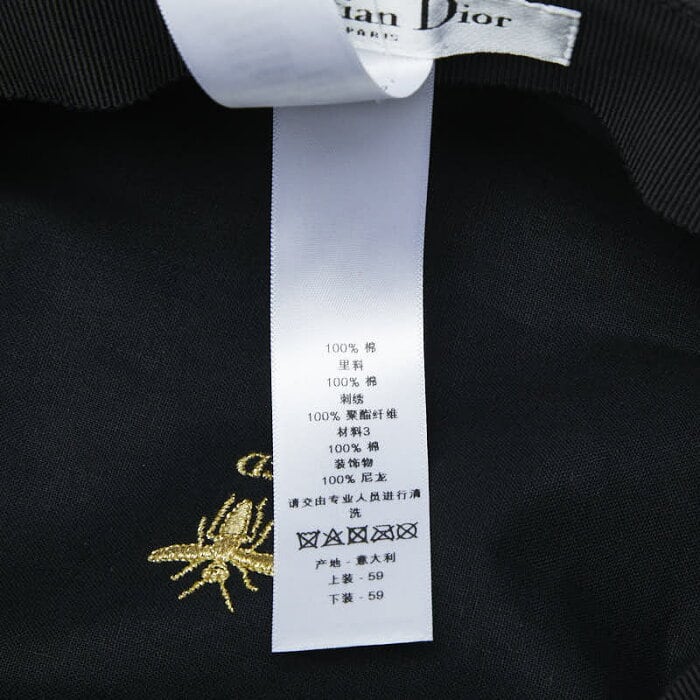 ian Dior
PARIS
100% 棉
里料
100% 棉
刺绣
100% 聚酯纤维
材料3
100% 棉
装饰物
100% 尼龙
请交由专业人员进行清
洗
产地 - 意大利
上装 - 59
下装 - 59